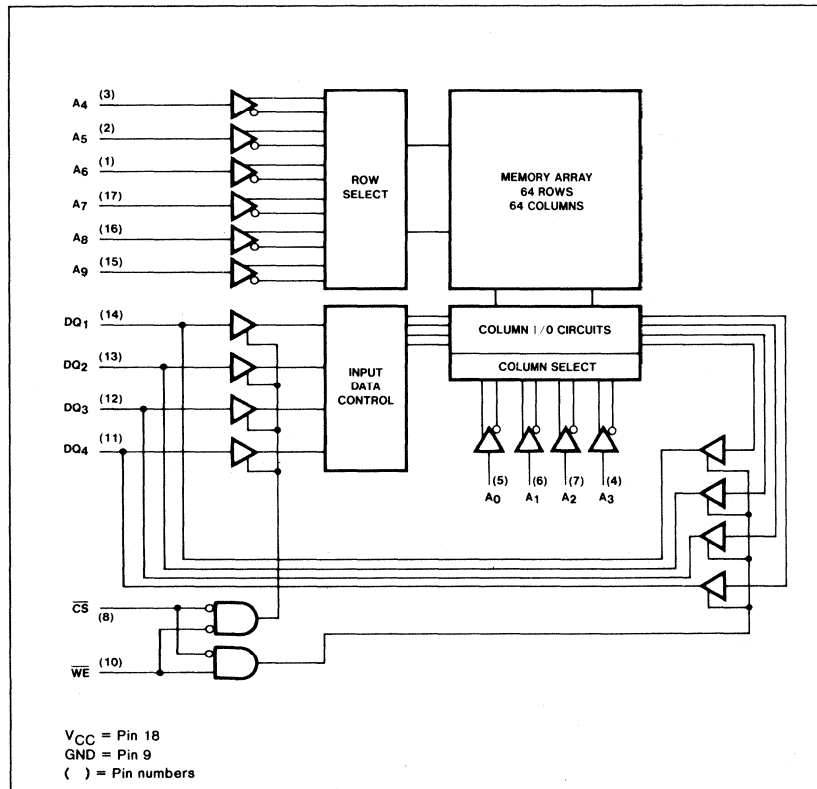 A4 (3)
A5 (2)
A6 (1)
A7 (17)
A8 (16)
A9 (15)
ROW
SELECT
MEMORY ARRAY
64 ROWS
64 COLUMNS
DQ1 (14)
DQ2 (13)
DQ3 (12)
DQ4 (11)
INPUT
DATA
CONTROL
COLUMN I/O CIRCUITS
COLUMN SELECT
(5) (6) (7) (4)
A0 A1 A2 A3
C̅S̅
(8)
W̅E̅ (10)
VCC = Pin 18
GND = Pin 9
( ) = Pin numbers